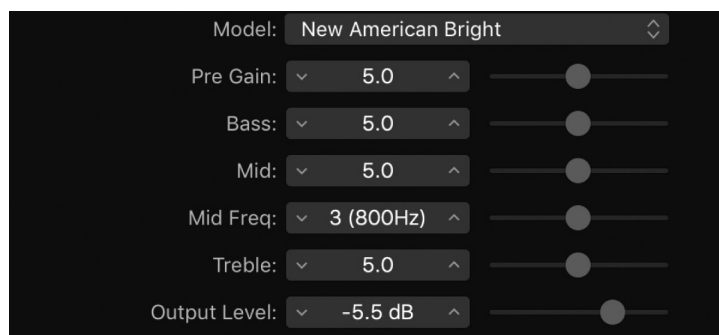 Model: New American Bright
Pre Gain: 5.0
Bass: 5.0
Mid: 5.0
Mid Freq: 3 (800Hz)
Treble: 5.0
Output Level: -5.5 dB